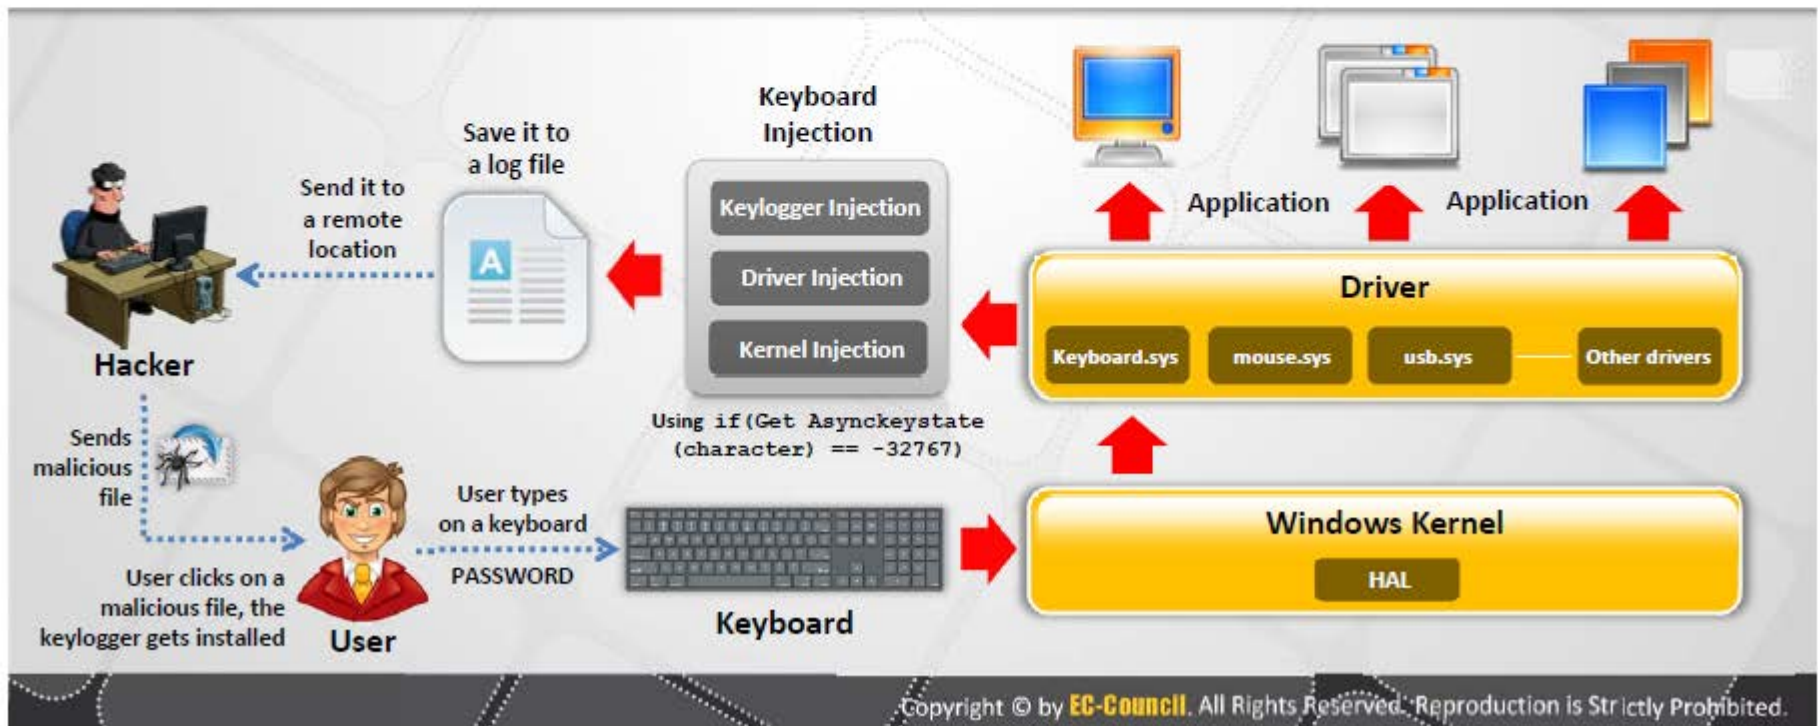 Keyboard
Injection
Save it to
a log file
Send it to
a remote
location
Keylogger Injection
Driver Injection
Kernel Injection
Using if(Get Asynckeystate
(character) == -32767)
Application
Application
Driver
Keyboard.sys
mouse.sys
usb.sys
Other drivers
Hacker
Sends
malicious
file
User clicks on a
malicious file, the
keylogger gets installed
User
User types
on a keyboard
PASSWORD
Keyboard
Windows Kernel
HAL
A
Copyright © by EC-Council. All Rights Reserved. Reproduction is Strictly Prohibited.